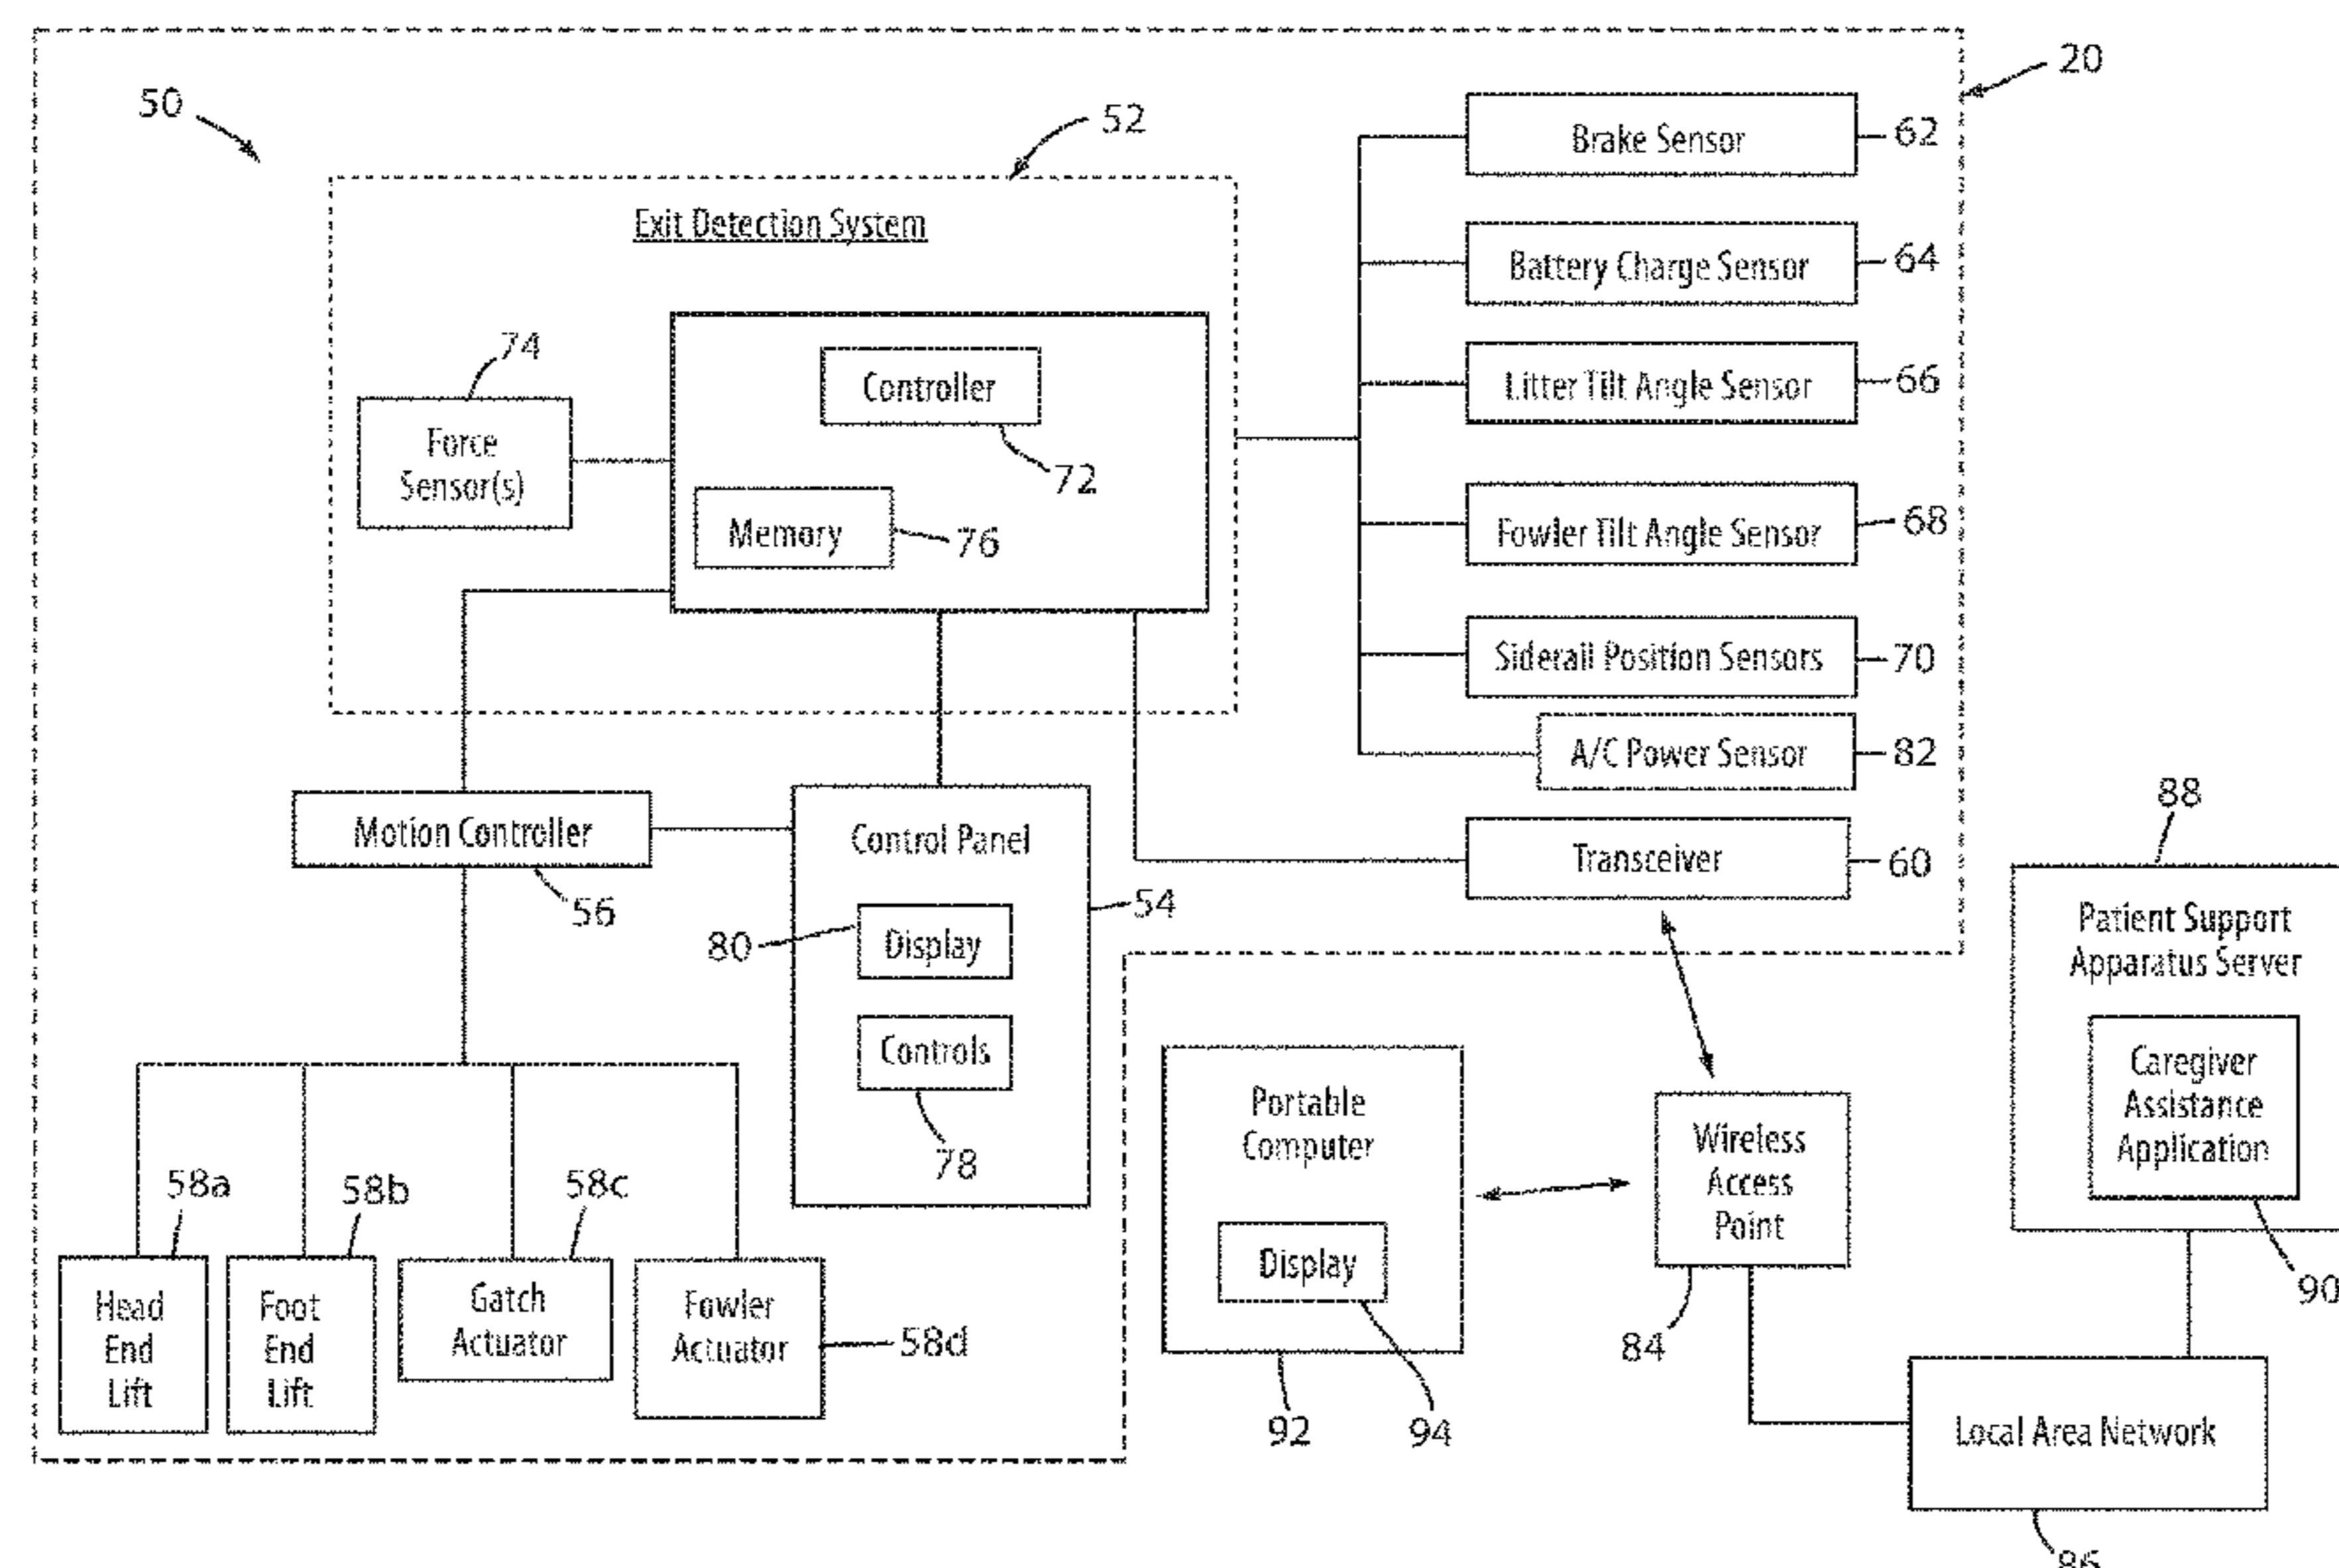 50
52
20
Exit Detection System
Brake Sensor
62
Battery Charge Sensor
64
74
Controller
Litter Tilt Angle Sensor
66
Force
Sensor(s)
72
Memory
76
Fowler Tilt Angle Sensor
68
Siderail Position Sensors
70
A/C Power Sensor
82
Motion Controller
56
Control Panel
54
80
Display
Controls
78
Transceiver
60
88
Patient Support
Apparatus Server
Caregiver
Assistance
Application
90
Portable
Computer
Display
92
94
Wireless
Access
Point
84
58a
58b
58c
58d
Head
End
Lift
Foot
End
Lift
Gatch
Actuator
Fowler
Actuator
Local Area Network
86